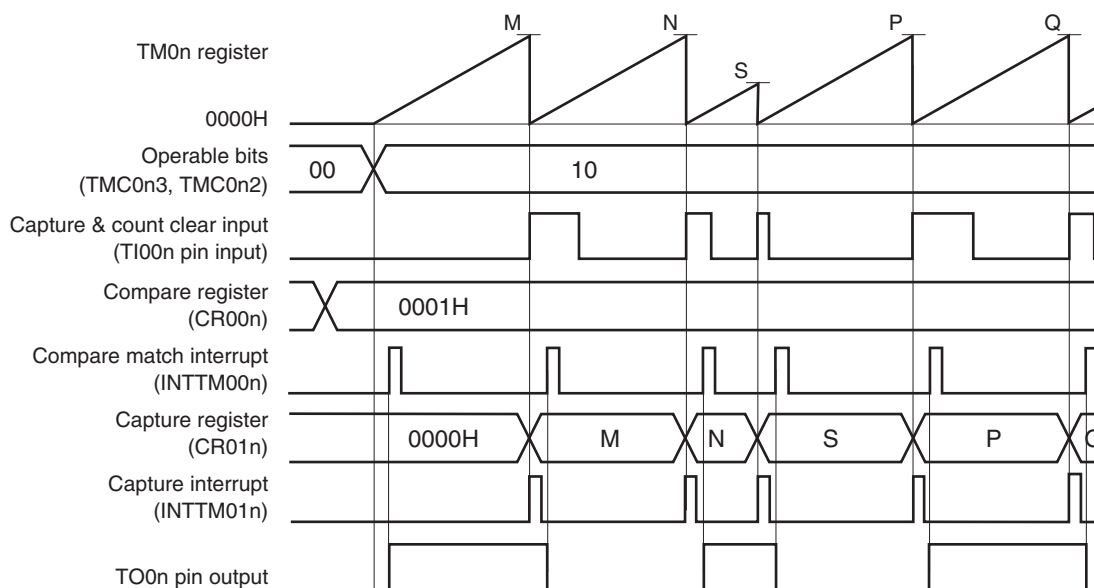 M N P Q
TM0n register
S
0000H
Operable bits
(TMC0n3, TMC0n2)
00 10
Capture & count clear input
(TI00n pin input)
Compare register
(CR00n)
0001H
Compare match interrupt
(INTTM00n)
Capture register
(CR01n)
0000H M N S P
Capture interrupt
(INTTM01n)
TO0n pin output